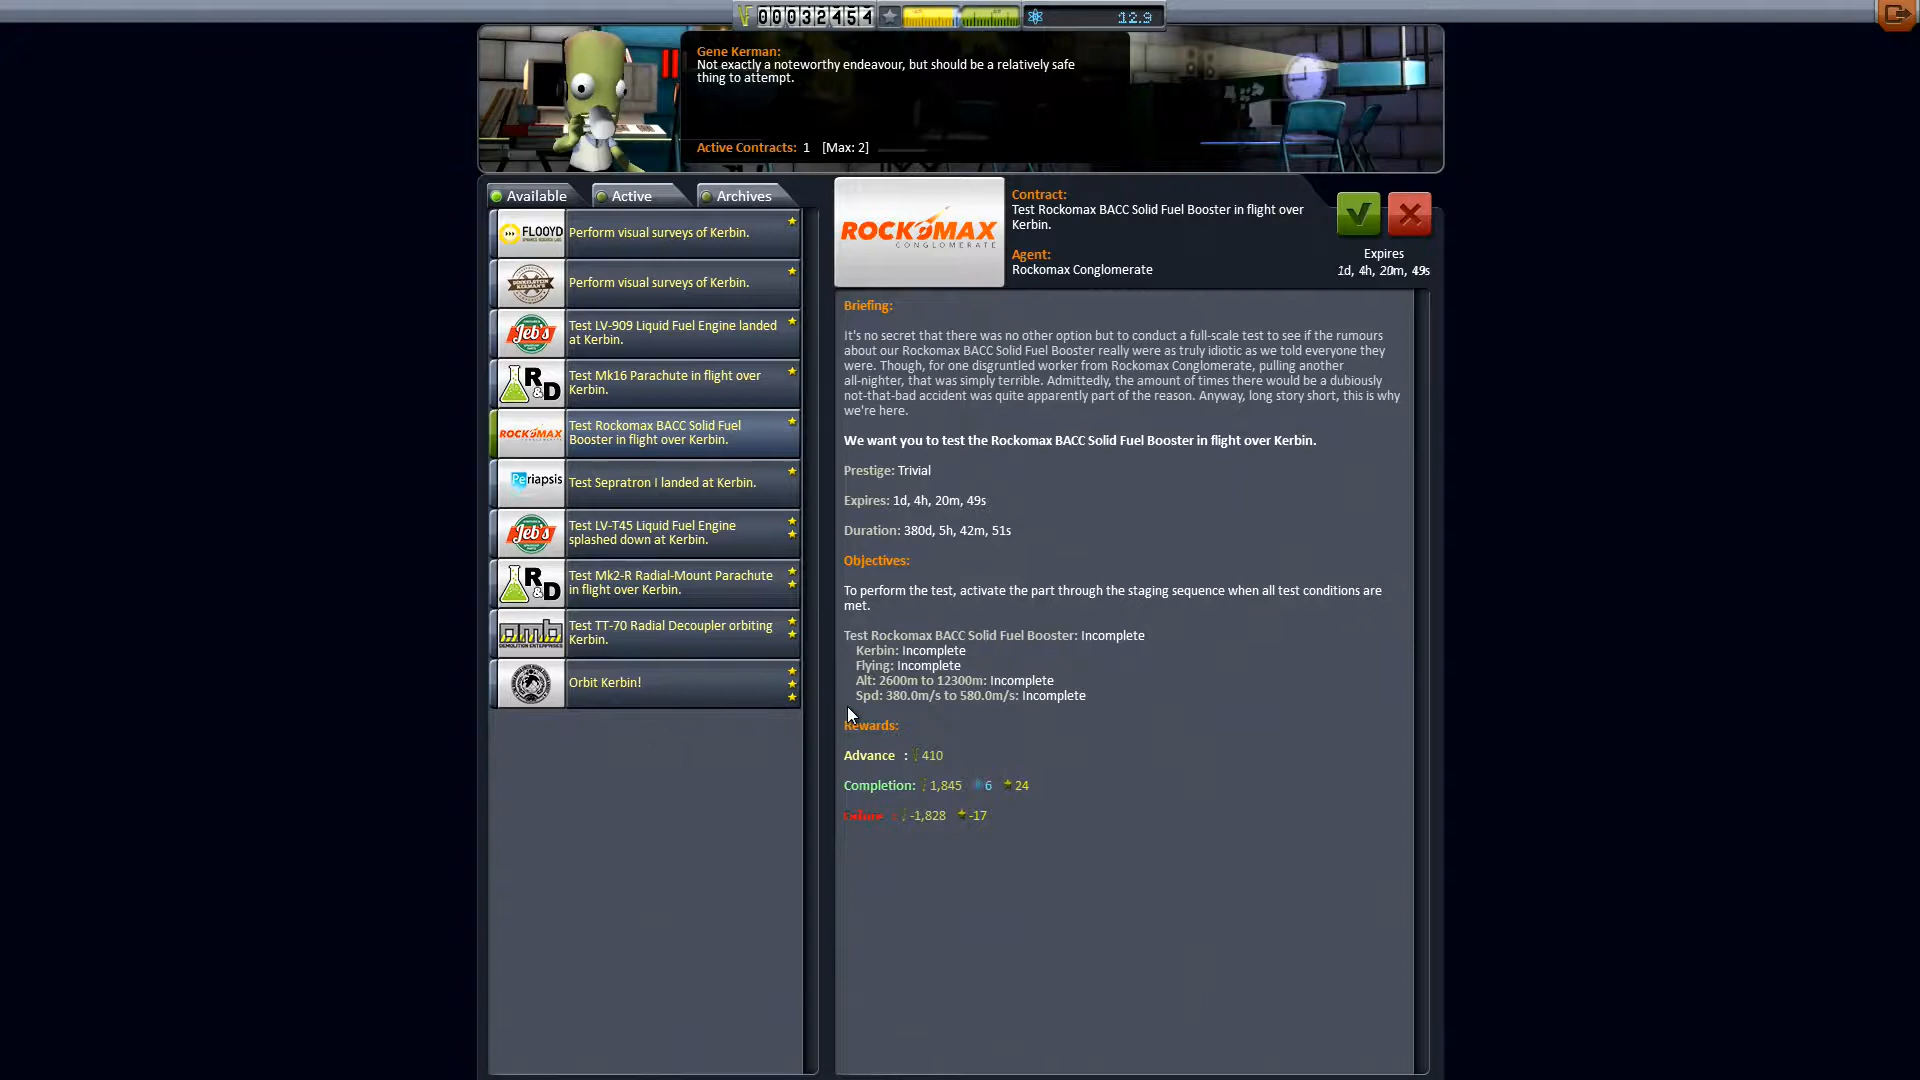 00032454
12.9
Gene Kerman:
Not exactly a noteworthy endeavour, but should be a relatively safe
thing to attempt.
Active Contracts: 1 [Max: 2]
Available
Active
Archives
FLOOYD
Perform visual surveys of Kerbin.
Perform visual surveys of Kerbin.
Jeb's
Test LV-909 Liquid Fuel Engine landed
at Kerbin.
R&D
Test Mk16 Parachute in flight over
Kerbin.
ROCKOMAX
Test Rockomax BACC Solid Fuel
Booster in flight over Kerbin.
Periapsis
Test Sepratron I landed at Kerbin.
Jeb's
Test LV-T45 Liquid Fuel Engine
splashed down at Kerbin.
R&D
Test Mk2-R Radial-Mount Parachute
in flight over Kerbin.
omb
DEMOLITION ENTERPRISES
Test TT-70 Radial Decoupler orbiting
Kerbin.
Orbit Kerbin!
ROCKOMAX
CONGLOMERATE
Contract:
Test Rockomax BACC Solid Fuel Booster in flight over
Kerbin.
Agent:
Rockomax Conglomerate
Expires
1d, 4h, 20m, 49s
Briefing:
It's no secret that there was no other option but to conduct a full-scale test to see if the rumours
about our Rockomax BACC Solid Fuel Booster really were as truly idiotic as we told everyone they
were. Though, for one disgruntled worker from Rockomax Conglomerate, pulling another
all-nighter, that was simply terrible. Admittedly, the amount of times there would be a dubiously
not-that-bad accident was quite apparently part of the reason. Anyway, long story short, this is why
we're here.
We want you to test the Rockomax BACC Solid Fuel Booster in flight over Kerbin.
Prestige: Trivial
Expires: 1d, 4h, 20m, 49s
Duration: 380d, 5h, 42m, 51s
Objectives:
To perform the test, activate the part through the staging sequence when all test conditions are
met.
Test Rockomax BACC Solid Fuel Booster: Incomplete
Kerbin: Incomplete
Flying: Incomplete
Alt: 2600m to 12300m: Incomplete
Spd: 380.0m/s to 580.0m/s: Incomplete
Rewards:
Advance : 410
Completion: 1,845 6 24
Failure : -1,828 -17